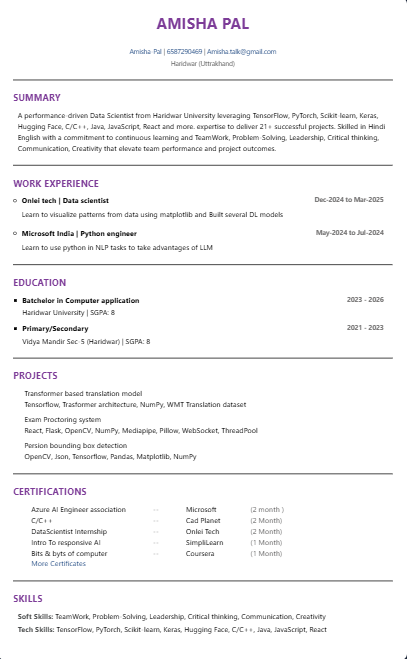 AMISHA PAL
Amisha-Pal | 6587290469 | Amisha.talk@gmail.com
Haridwar (Uttrakhand)
SUMMARY
A performance-driven Data Scientist from Haridwar University leveraging TensorFlow, PyTorch, Scikit-learn, Keras,
Hugging Face, C/C++, Java, JavaScript, React and more. expertise to deliver 21+ successful projects. Skilled in Hindi
English with a commitment to continuous learning and TeamWork, Problem-Solving, Leadership, Critical thinking,
Communication, Creativity that elevate team performance and project outcomes.
WORK EXPERIENCE
Onlei tech | Data scientist Dec-2024 to Mar-2025
Learn to visualize patterns from data using matplotlib and Built several DL models
Microsoft India | Python engineer May-2024 to Jul-2024
Learn to use python in NLP tasks to take advantages of LLM
EDUCATION
Batchelor in Computer application 2023 - 2026
Haridwar University | SGPA: 8
Primary/Secondary 2021 - 2023
Vidya Mandir Sec-5 (Haridwar) | SGPA: 8
PROJECTS
Transformer based translation model
Tensorflow, Trasformer architecture, NumPy, WMT Translation dataset
Exam Proctoring system
React, Flask, OpenCV, NumPy, Mediapipe, Pillow, WebSocket, ThreadPool
Persion bounding box detection
OpenCV, Json, Tensorflow, Pandas, Matplotlib, NumPy
CERTIFICATIONS
Azure AI Engineer association -- Microsoft (2 month )
C/C++ -- Cad Planet (2 Month)
DataScientist Internship -- Onlei Tech (2 Month)
Intro To responsive AI -- SimpliLearn (1 Month)
Bits & byts of computer -- Coursera (1 Month)
More Certificates
SKILLS
Soft Skills: TeamWork, Problem-Solving, Leadership, Critical thinking, Communication, Creativity
Tech Skills: TensorFlow, PyTorch, Scikit-learn, Keras, Hugging Face, C/C++, Java, JavaScript, React